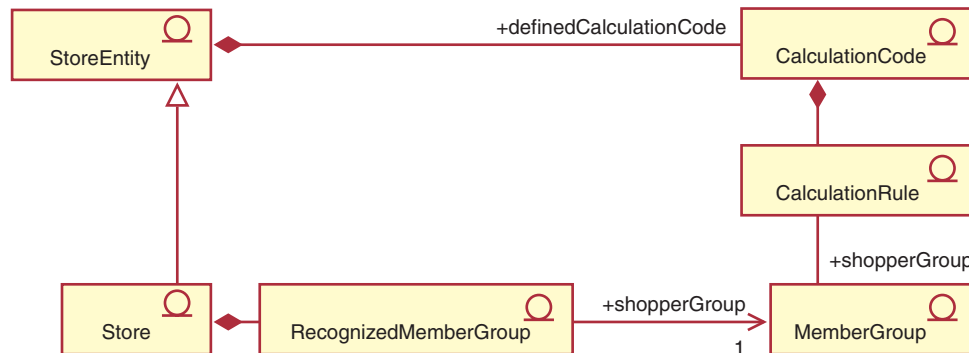 +definedCalculationCode
StoreEntity
CalculationCode
CalculationRule
+shopperGroup
+shopperGroup
Store
RecognizedMemberGroup
MemberGroup
1